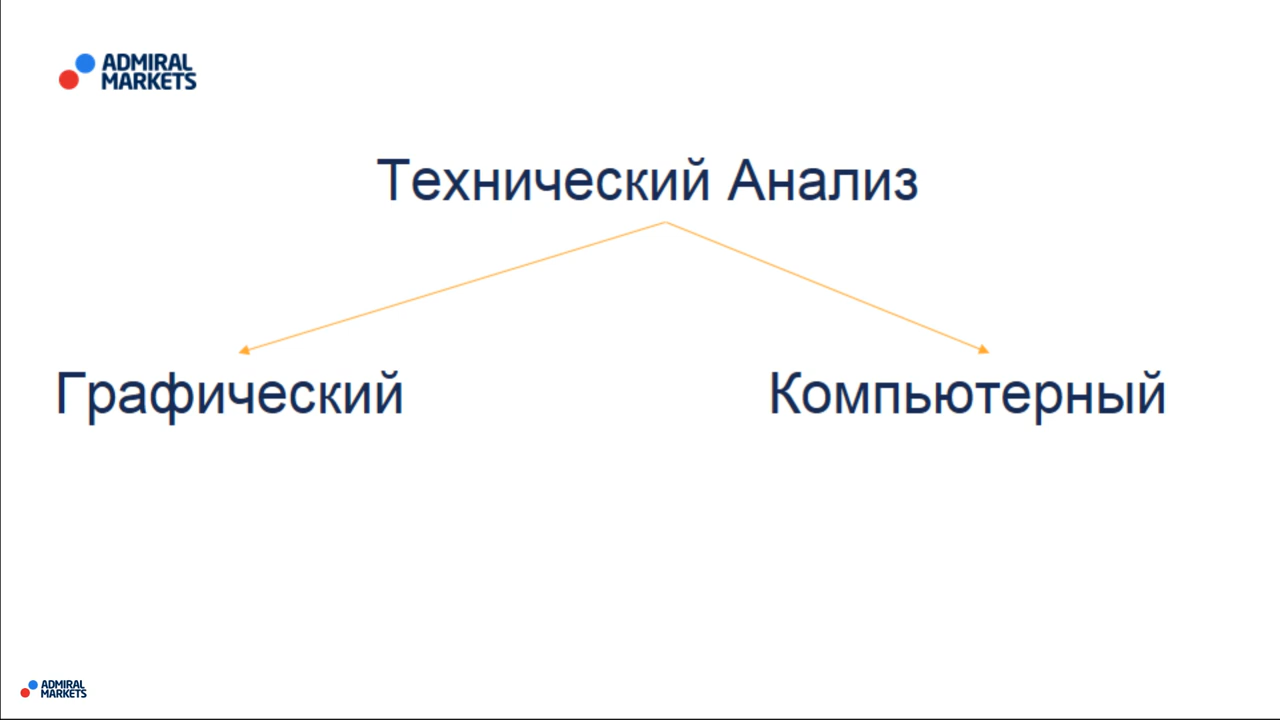 ADMIRAL
MARKETS
Технический Анализ
Графический
Компьютерный
ADMIRAL
MARKETS